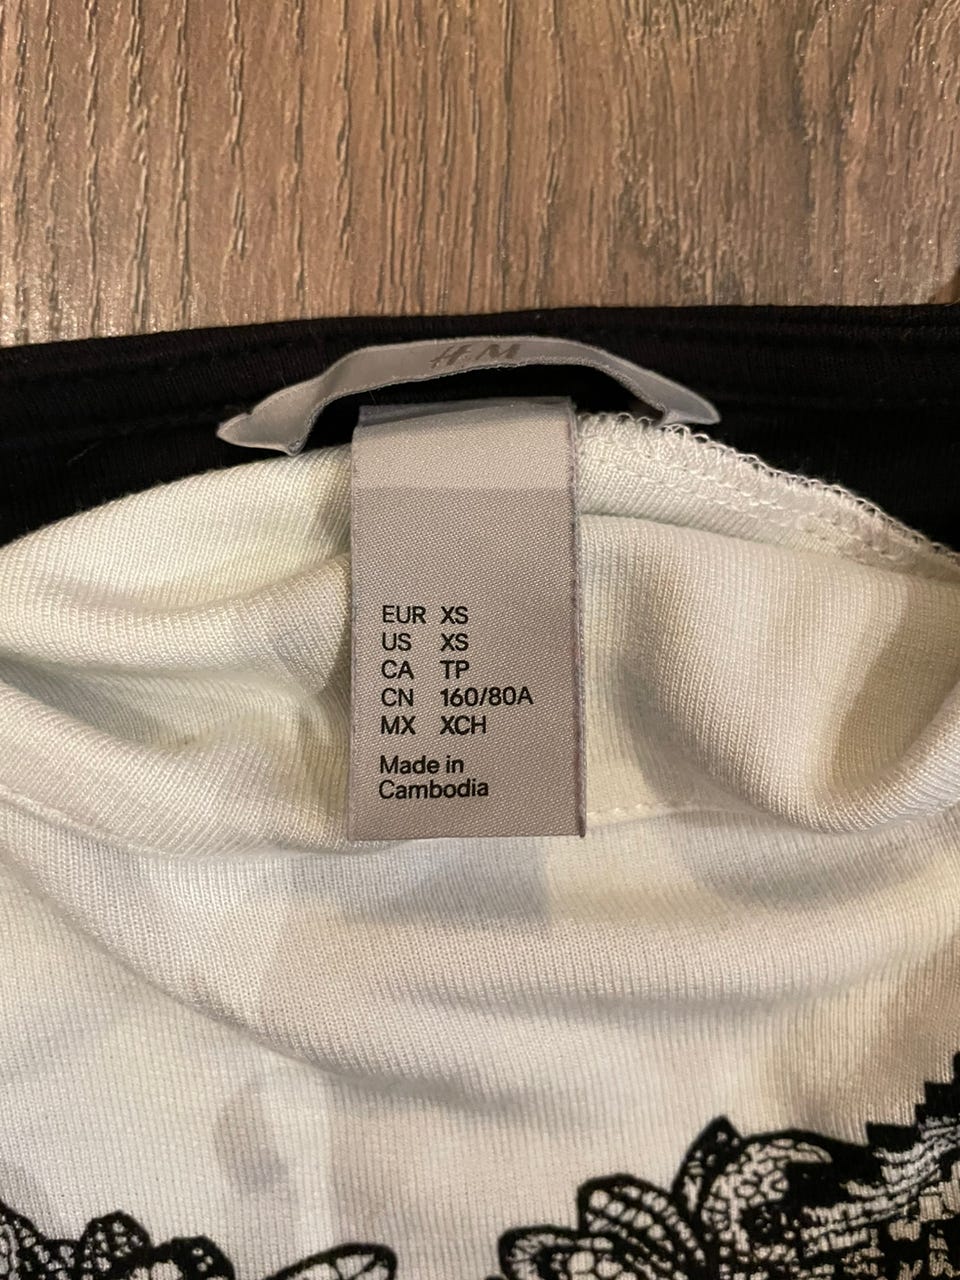 H&M
EUR XS
US XS
CA TP
CN 160/80A
MX XCH
Made in
Cambodia